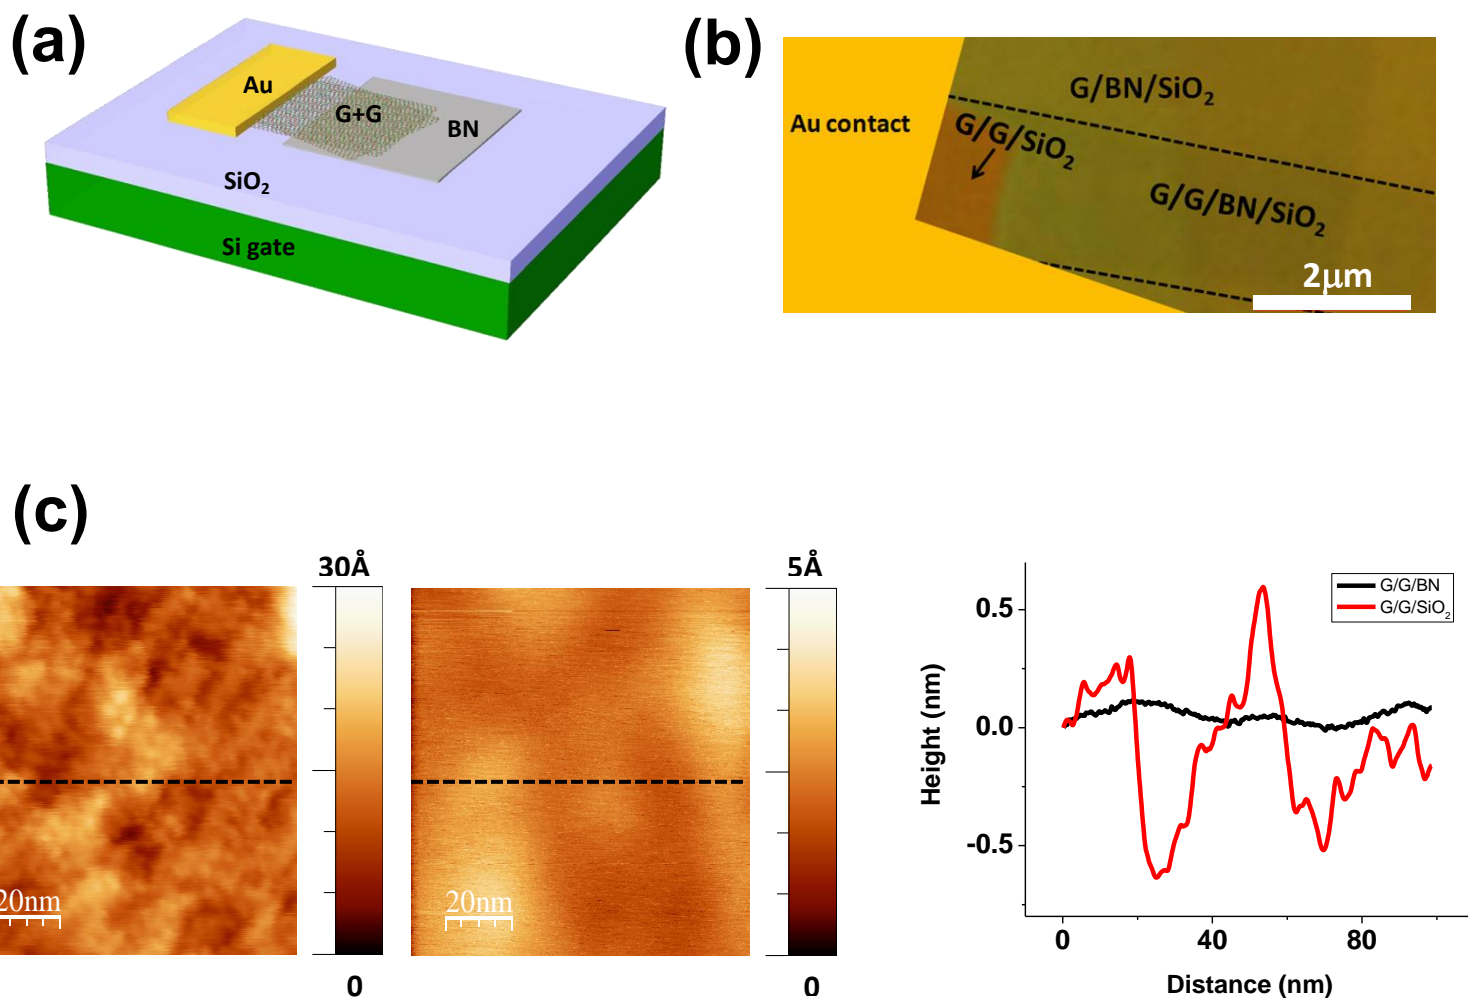 (a)
Au
G+G
BN
SiO2
Si gate
(b)
Au contact
G/BN/SiO2
G/G/SiO2
G/G/BN/SiO2
2μm
(c)
30Å
0
20nm
5Å
0
20nm
G/G/BN
G/G/SiO2
0.5
0.0
-0.5
Height (nm)
0 40 80
Distance (nm)